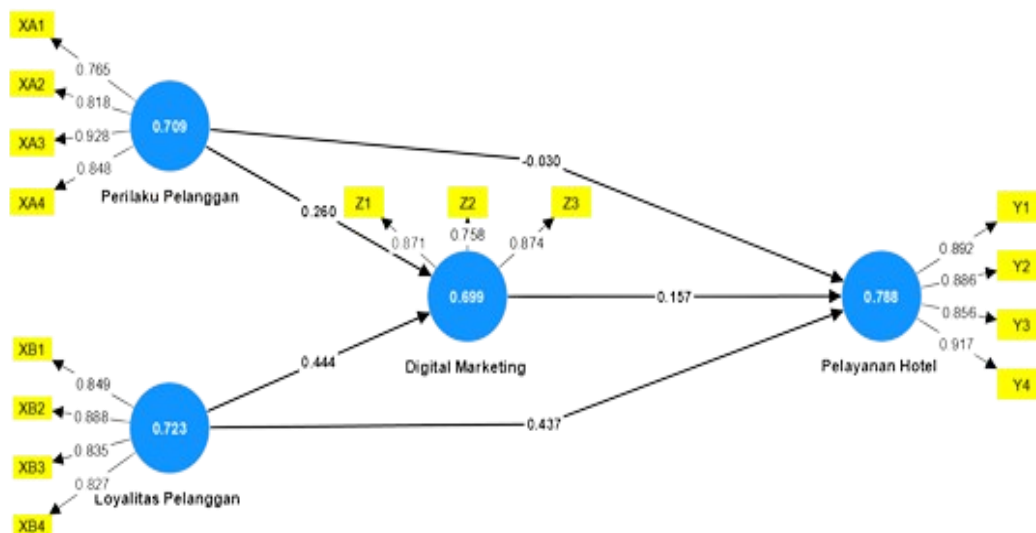 XA1
0.765
XA2
0.818
XA3
0.928
XA4
0.848
0.709
Perilaku Pelanggan
-0.030
0.260
Z1
Z2
Z3
0.871
0.758
0.874
0.699
Digital Marketing
0.157
0.444
0.437
XB1
0.849
XB2
0.888
XB3
0.835
XB4
0.827
0.723
Loyalitas Pelanggan
0.788
Pelayanan Hotel
Y1
0.892
Y2
0.886
Y3
0.856
Y4
0.917